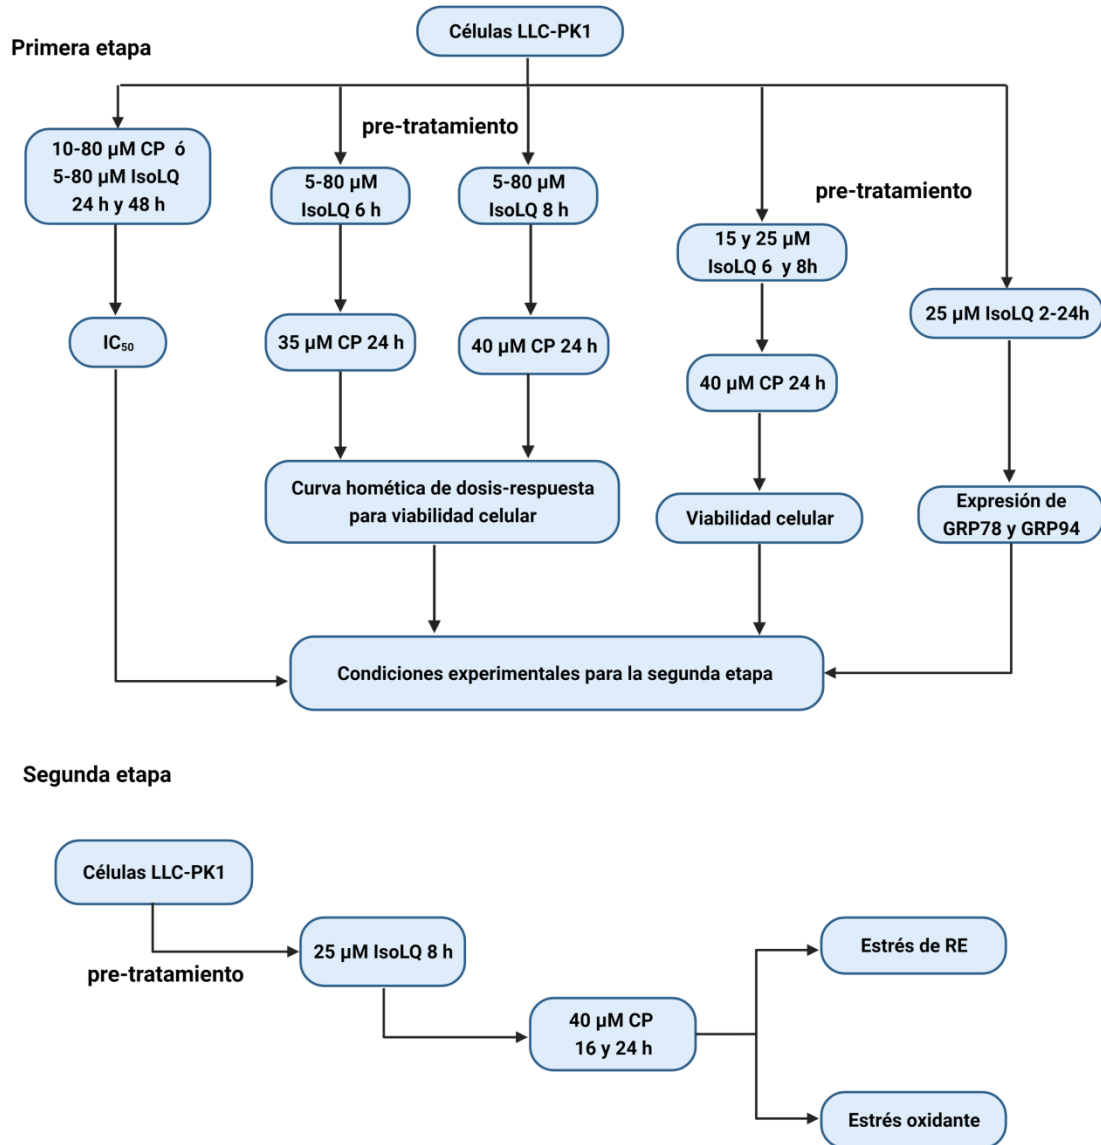 Células LLC-PK1
Primera etapa
pre-tratamiento
10-80 µM CP ó
5-80 µM IsoLQ
24 h y 48 h
5-80 µM
IsoLQ 6 h
5-80 µM
IsoLQ 8 h
pre-tratamiento
15 y 25 µM
IsoLQ 6 y 8h
25 µM IsoLQ 2-24h
IC₅₀
35 µM CP 24 h
40 µM CP 24 h
40 µM CP 24 h
Curva homética de dosis-respuesta
para viabilidad celular
Viabilidad celular
Expresión de
GRP78 y GRP94
Condiciones experimentales para la segunda etapa
Segunda etapa
Células LLC-PK1
pre-tratamiento
25 µM IsoLQ 8 h
40 µM CP
16 y 24 h
Estrés de RE
Estrés oxidante